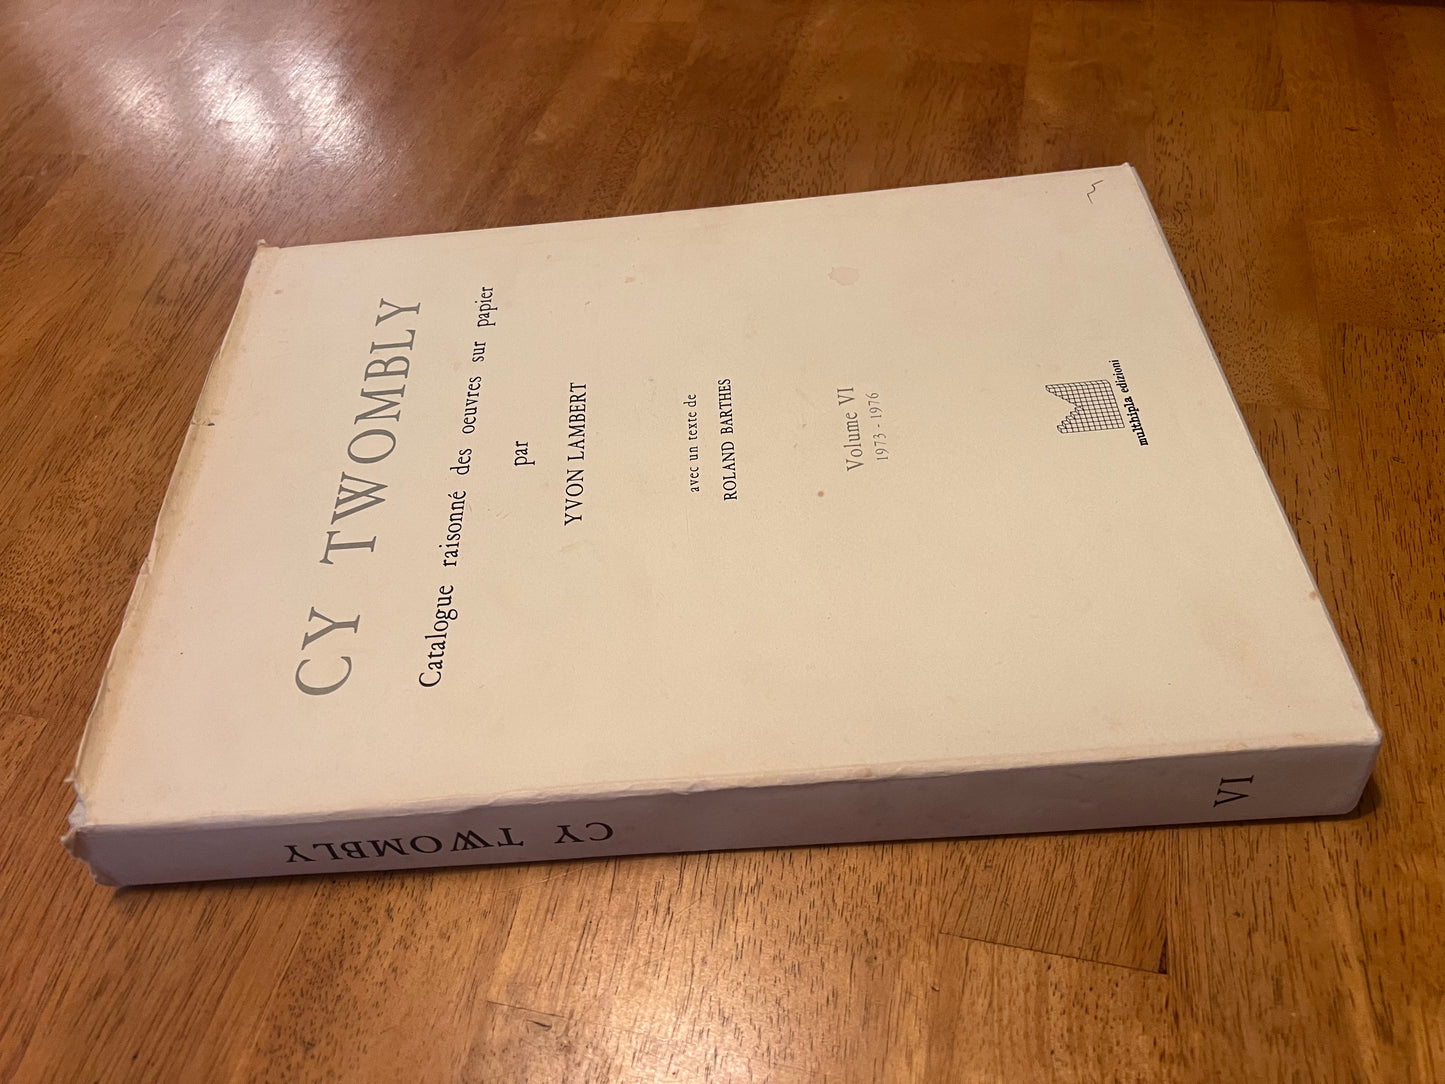 CY TWOMBLY
Catalogue raisonné des oeuvres sur papier
par
YVON LAMBERT
avec un texte de
ROLAND BARTHES
Volume VI
1973 - 1976
multhipla edizioni
CY TWOMBLY
VI